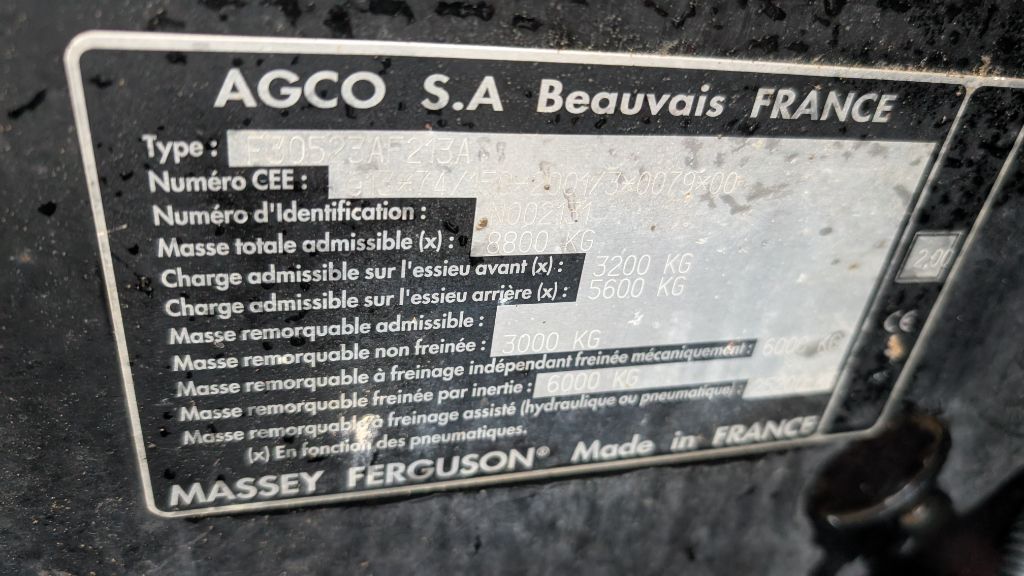 AGCO S.A Beauvais FRANCE
Type :
Numéro CEE :
Numéro d'Identification :
Masse totale admissible (x) : 8800 KG
Charge admissible sur l'essieu avant (x) : 3200 KG
Charge admissible sur l'essieu arrière (x) : 5600 KG
Masse remorquable admissible :
Masse remorquable non freinée : 3000 KG
Masse remorquable à freinage indépendant freinée mécaniquement : 6000 KG
Masse remorquable freinée par inertie : 6000 KG
Masse remorquable à freinage assisté (hydraulique ou pneumatique) :
(x) En fonction des pneumatiques.
MASSEY FERGUSON® Made in FRANCE
CE